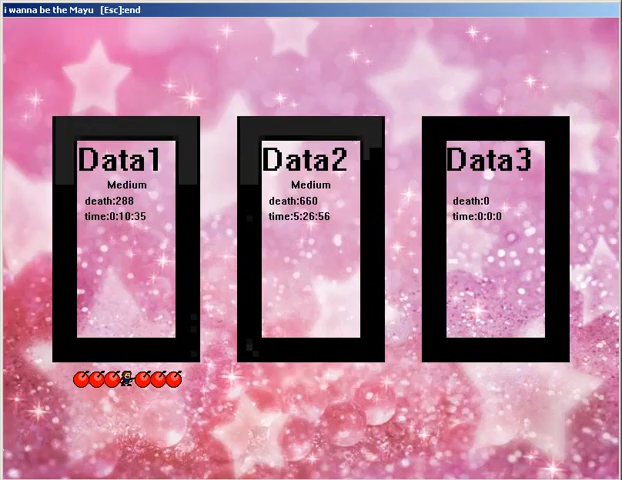 i wanna be the Mayu [Esc]:end
Data1
Medium
death:288
time:0:10:35
Data2
Medium
death:660
time:5:26:56
Data3
death:0
time:0:0:0